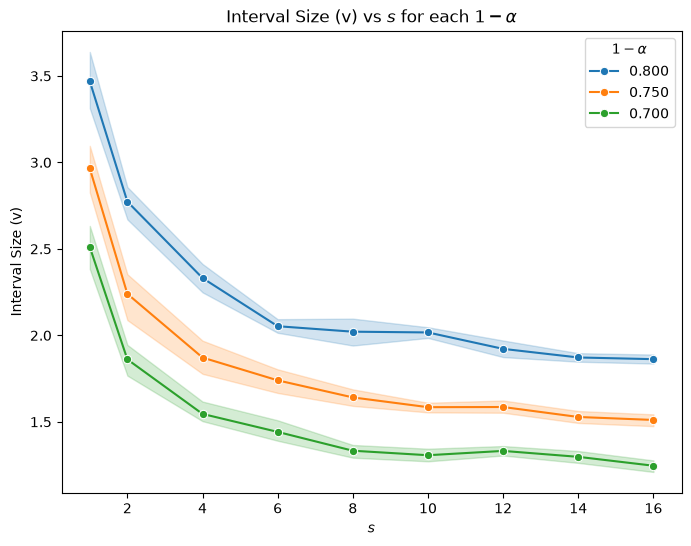 Interval Size (v) vs s for each 1 − α
1 − α
0.800
0.750
0.700
Interval Size (v)
3.5
3.0
2.5
2.0
1.5
2 4 6 8 10 12 14 16
s